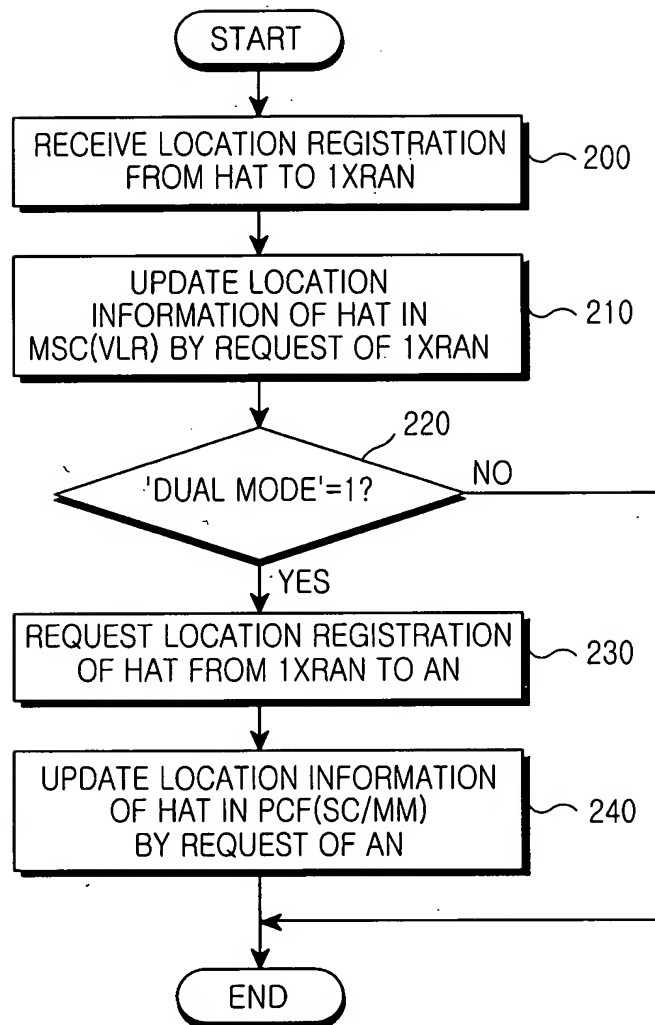 START
RECEIVE LOCATION REGISTRATION
FROM HAT TO 1XRAN
200
UPDATE LOCATION
INFORMATION OF HAT IN
MSC(VLR) BY REQUEST OF 1XRAN
210
220
'DUAL MODE'=1?
NO
YES
REQUEST LOCATION REGISTRATION
OF HAT FROM 1XRAN TO AN
230
UPDATE LOCATION INFORMATION
OF HAT IN PCF(SC/MM)
BY REQUEST OF AN
240
END